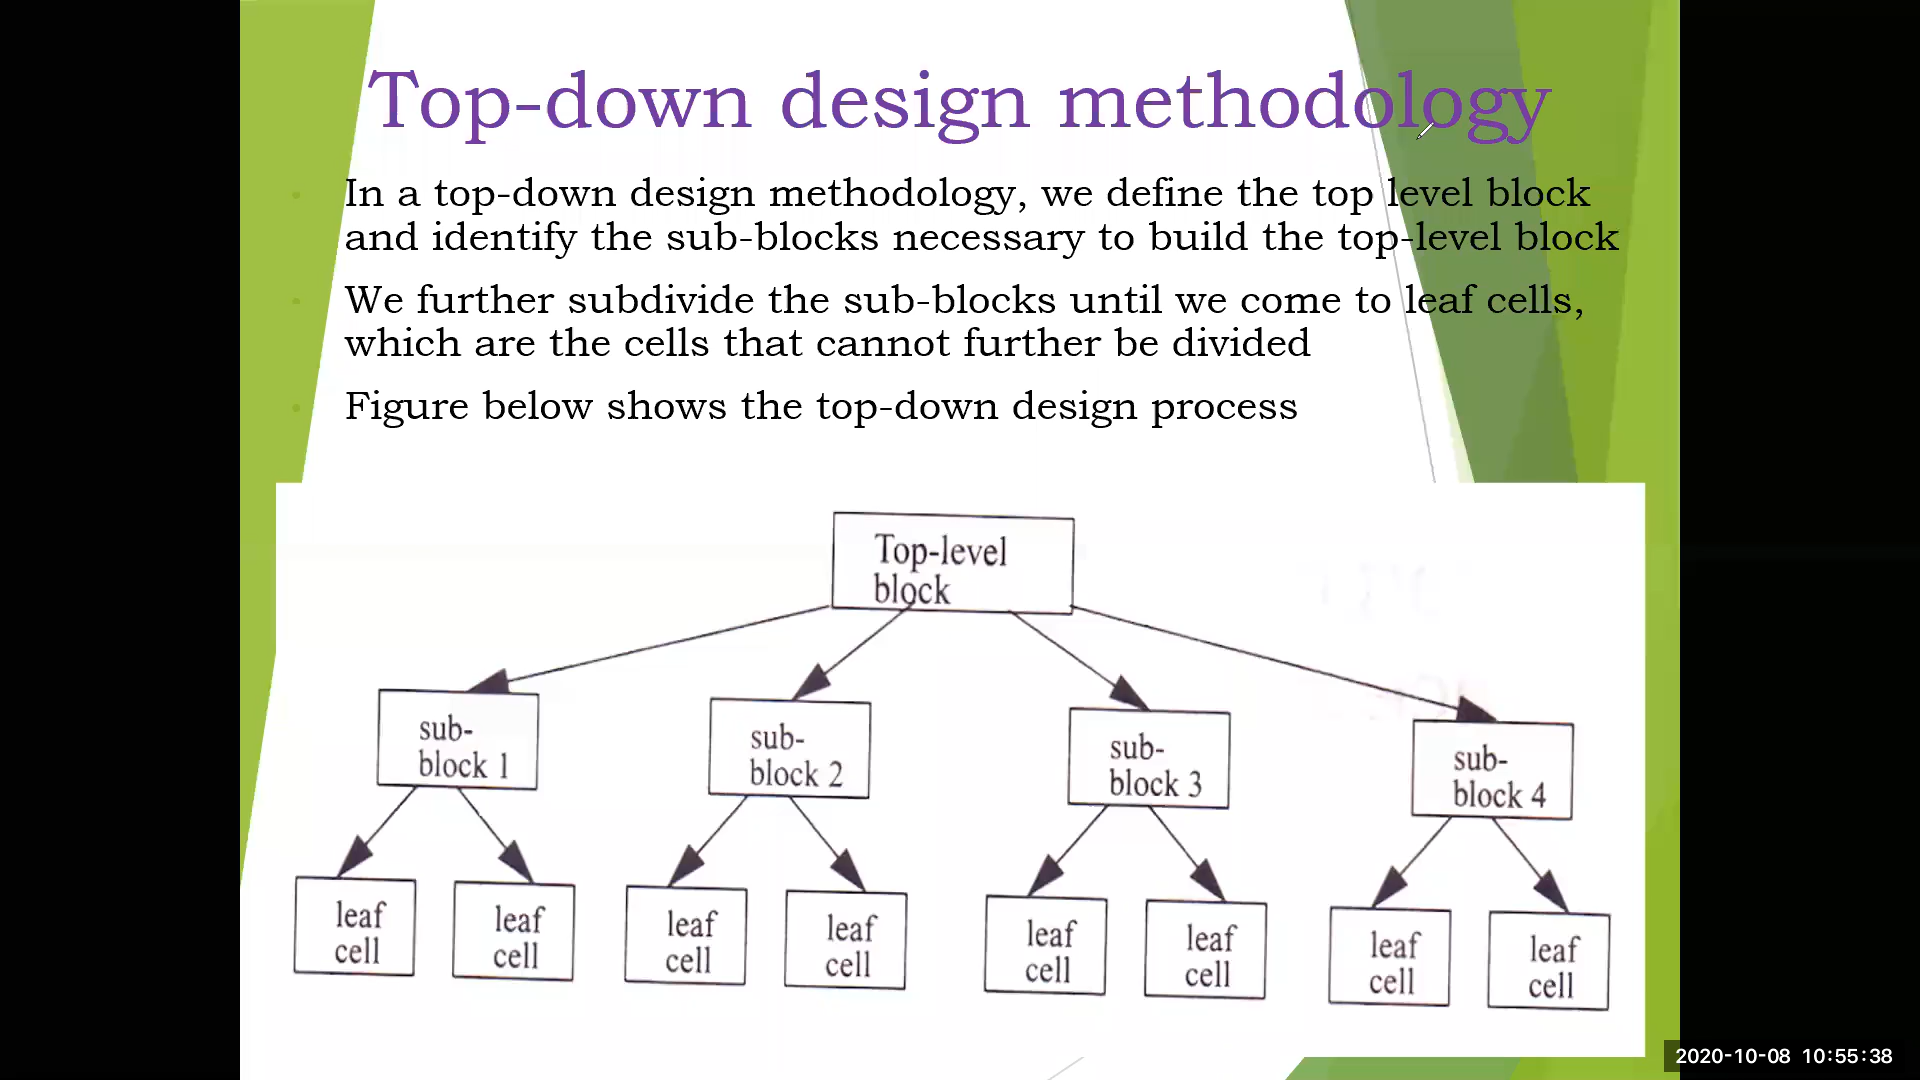 Top-down design methodology
In a top-down design methodology, we define the top level block
and identify the sub-blocks necessary to build the top-level block
We further subdivide the sub-blocks until we come to leaf cells,
which are the cells that cannot further be divided
Figure below shows the top-down design process
Top-level
block
sub-
block 1
sub-
block 2
sub-
block 3
sub-
block 4
leaf
cell
leaf
cell
leaf
cell
leaf
cell
leaf
cell
leaf
cell
leaf
cell
leaf
cell
2020-10-08 10:55:38